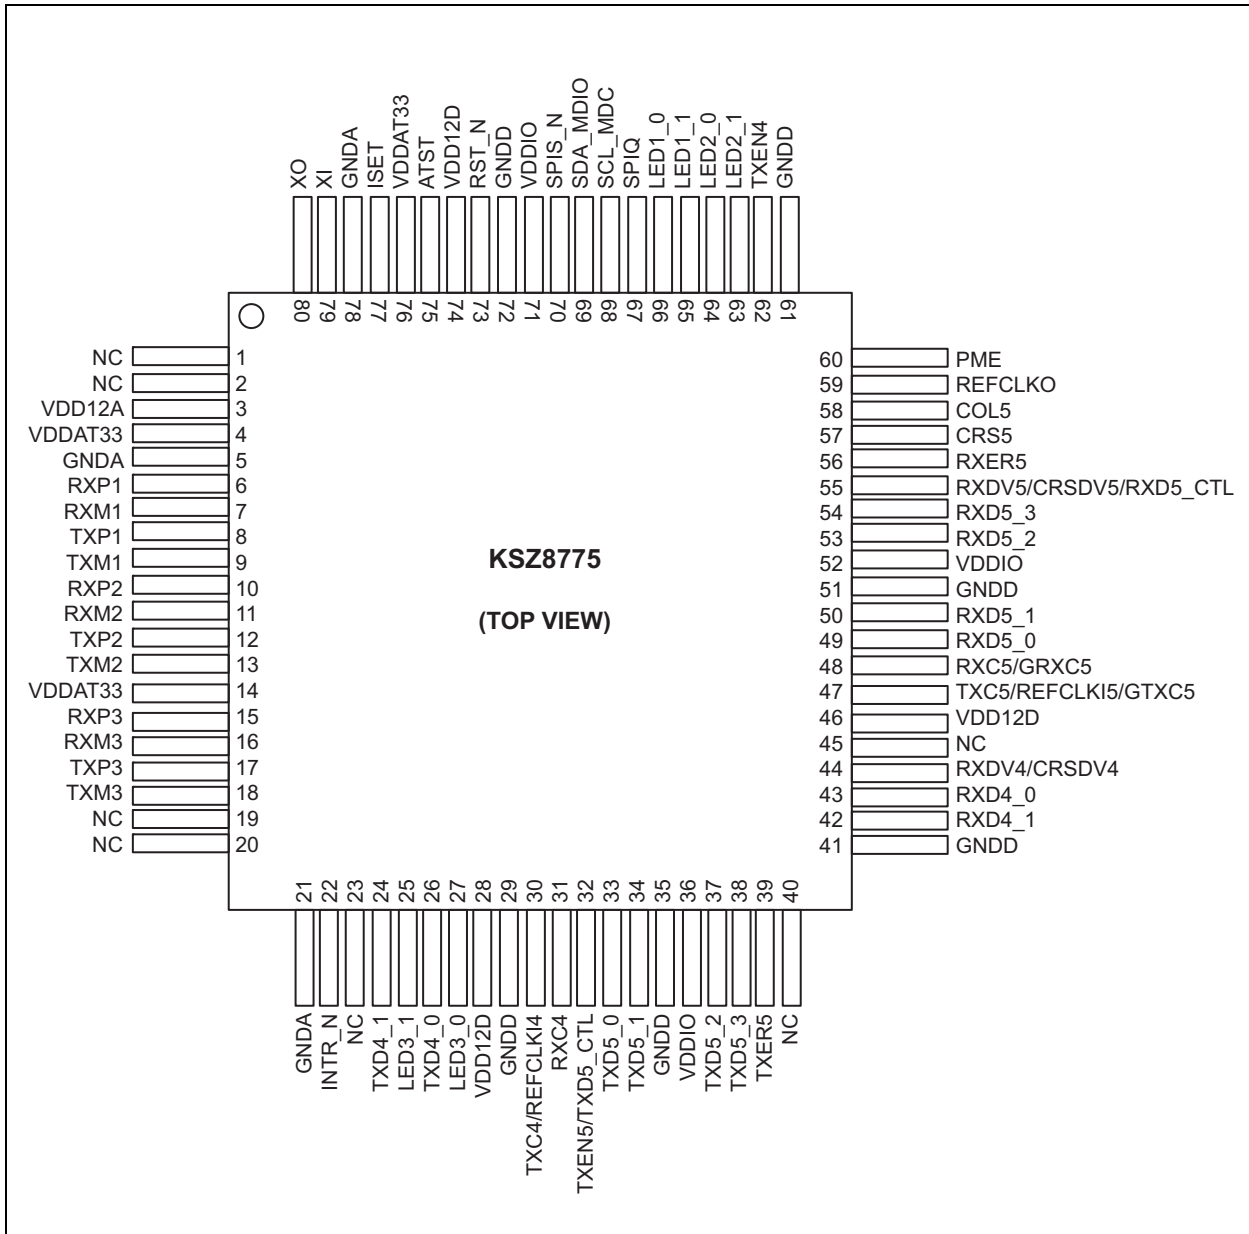 XO
XI
GNDA
ISET
VDDAT33
ATST
VDD12D
RST_N
GNDD
VDDIO
SPIS_N
SDA_MDIO
SCL_MDC
SPIQ
LED1_0
LED1_1
LED2_0
LED2_1
TXEN4
GNDD
80
79
78
77
76
75
74
73
72
71
70
69
68
67
66
65
64
63
62
61
NC 1
NC 2
VDD12A 3
VDDAT33 4
GNDA 5
RXP1 6
RXM1 7
TXP1 8
TXM1 9
RXP2 10
RXM2 11
TXP2 12
TXM2 13
VDDAT33 14
RXP3 15
RXM3 16
TXP3 17
TXM3 18
NC 19
NC 20
KSZ8775
(TOP VIEW)
60 PME
59 REFCLKO
58 COL5
57 CRS5
56 RXER5
55 RXDV5/CRSDV5/RXD5_CTL
54 RXD5_3
53 RXD5_2
52 VDDIO
51 GNDD
50 RXD5_1
49 RXD5_0
48 RXC5/GRXC5
47 TXC5/REFCLKI5/GTXC5
46 VDD12D
45 NC
44 RXDV4/CRSDV4
43 RXD4_0
42 RXD4_1
41 GNDD
21
22
23
24
25
26
27
28
29
30
31
32
33
34
35
36
37
38
39
40
GNDA
INTR_N
NC
TXD4_1
LED3_1
TXD4_0
LED3_0
VDD12D
GNDD
TXC4/REFCLKI4
RXC4
TXEN5/TXD5_CTL
TXD5_0
TXD5_1
GNDD
VDDIO
TXD5_2
TXD5_3
TXER5
NC